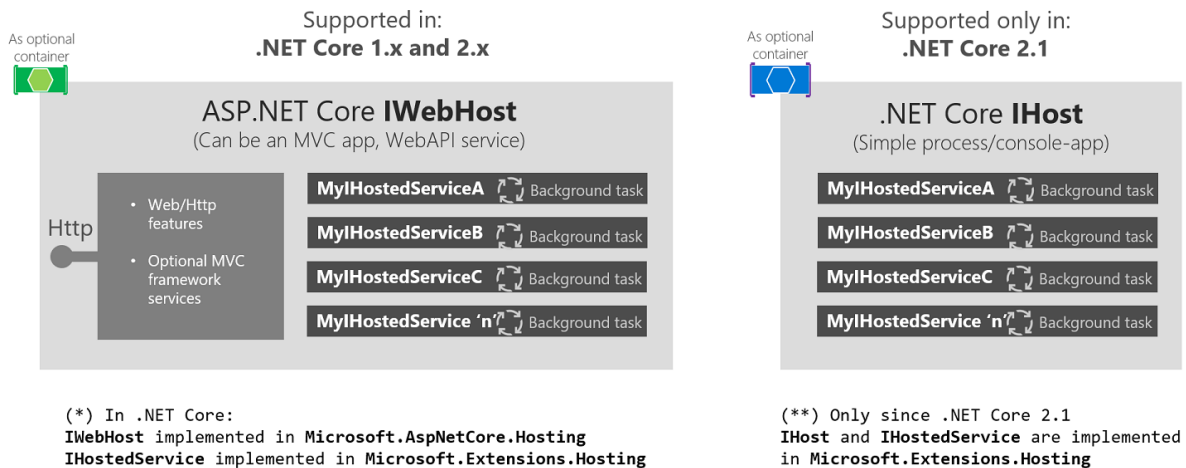 Supported in:
.NET Core 1.x and 2.x
As optional
container
ASP.NET Core IWebHost
(Can be an MVC app, WebAPI service)
Http
• Web/Http
features
• Optional MVC
framework
services
MyIHostedServiceA Background task
MyIHostedServiceB Background task
MyIHostedServiceC Background task
MyIHostedService ‘n’ Background task
(*) In .NET Core:
IWebHost implemented in Microsoft.AspNetCore.Hosting
IHostedService implemented in Microsoft.Extensions.Hosting
Supported only in:
.NET Core 2.1
As optional
container
.NET Core IHost
(Simple process/console-app)
MyIHostedServiceA Background task
MyIHostedServiceB Background task
MyIHostedServiceC Background task
MyIHostedService ‘n’ Background task
(**) Only since .NET Core 2.1
IHost and IHostedService are implemented
in Microsoft.Extensions.Hosting